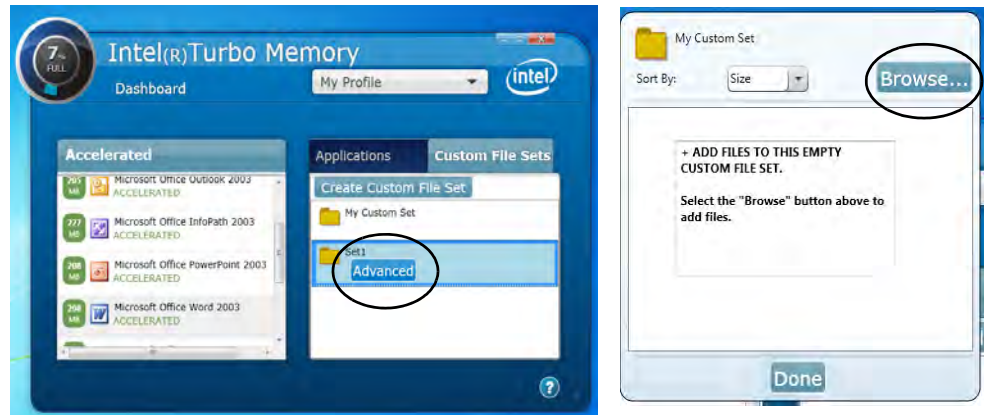 7%
FULL
Intel(R)Turbo Memory
Dashboard
My Profile
intel
Accelerated
205 MB
Microsoft Office Outlook 2003
ACCELERATED
777 MB
Microsoft Office InfoPath 2003
ACCELERATED
208 MB
Microsoft Office PowerPoint 2003
ACCELERATED
298 MB
Microsoft Office Word 2003
ACCELERATED
Applications
Custom File Sets
Create Custom File Set
My Custom Set
Set1
Advanced
?
My Custom Set
Sort By:
Size
Browse...
+ ADD FILES TO THIS EMPTY
CUSTOM FILE SET.
Select the "Browse" button above to
add files.
Done